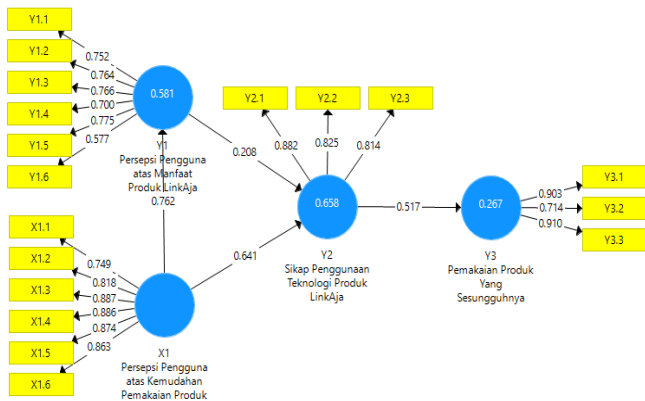 Y1.1
Y1.2
Y1.3
Y1.4
Y1.5
Y1.6
0.752
0.764
0.766
0.700
0.775
0.577
0.581
Y1
Persepsi Pengguna
atas Manfaat
Produk LinkAja
0.762
0.208
Y2.1
Y2.2
Y2.3
0.882
0.825
0.814
0.658
Y2
Sikap Penggunaan
Teknologi Produk
LinkAja
0.517
0.267
Y3
Pemakaian Produk
Yang
Sesungguhnya
0.903
0.714
0.910
Y3.1
Y3.2
Y3.3
0.641
X1.1
X1.2
X1.3
X1.4
X1.5
X1.6
0.749
0.818
0.887
0.886
0.874
0.863
X1
Persepsi Pengguna
atas Kemudahan
Pemakaian Produk